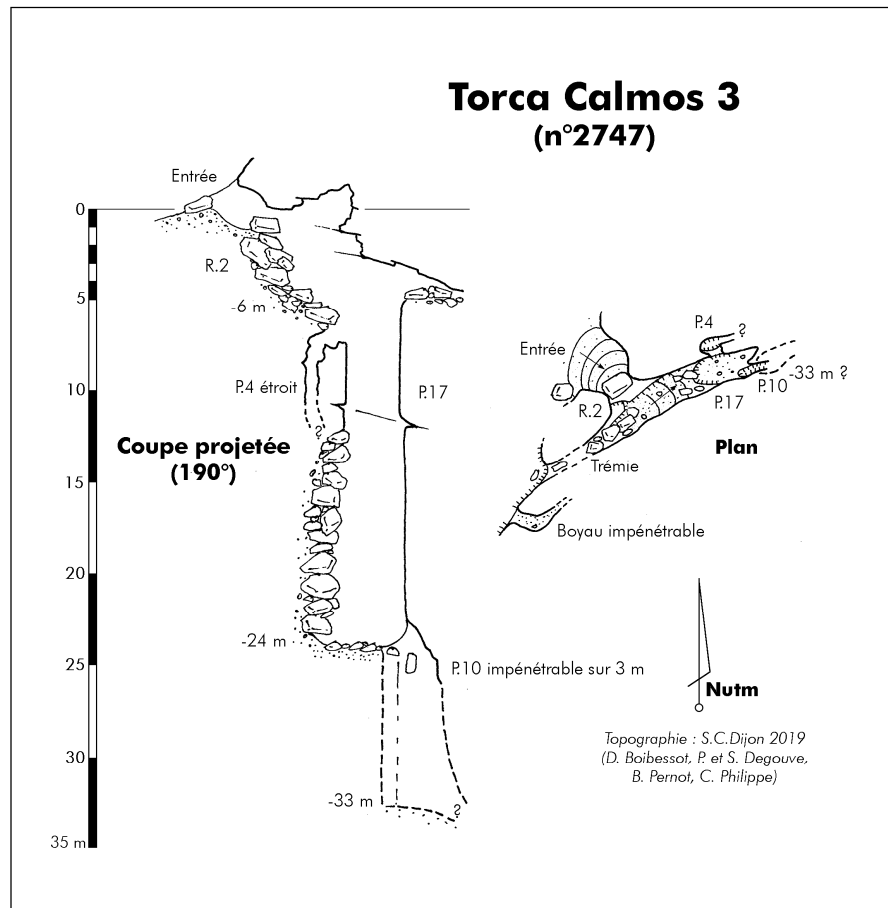 Torca Calmos 3
(n°2747)
Entrée
0
R.2
5
-6 m
10
P.4 étroit
P.17
?
Coupe projetée
(190°)
15
20
-24 m
25
P.10 impénétrable sur 3 m
30
-33 m
?
35 m
P.4
?
Entrée
P.10
-33 m ?
R.2
P.17
Plan
Trémie
Boyau impénétrable
Nutm
Topographie : S.C.Dijon 2019
(D. Boibessot, P. et S. Degouve,
B. Pernot, C. Philippe)